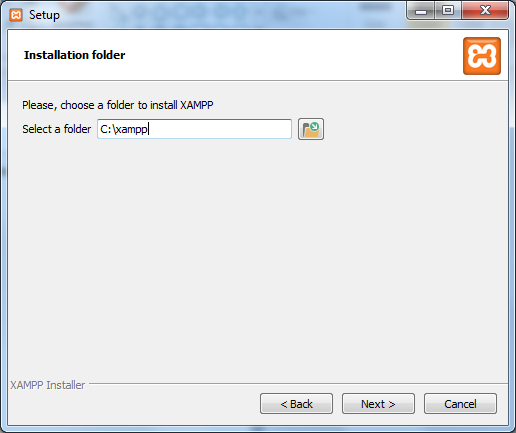 Setup
Installation folder
Please, choose a folder to install XAMPP
Select a folder C:\xampp
XAMPP Installer
< Back Next > Cancel